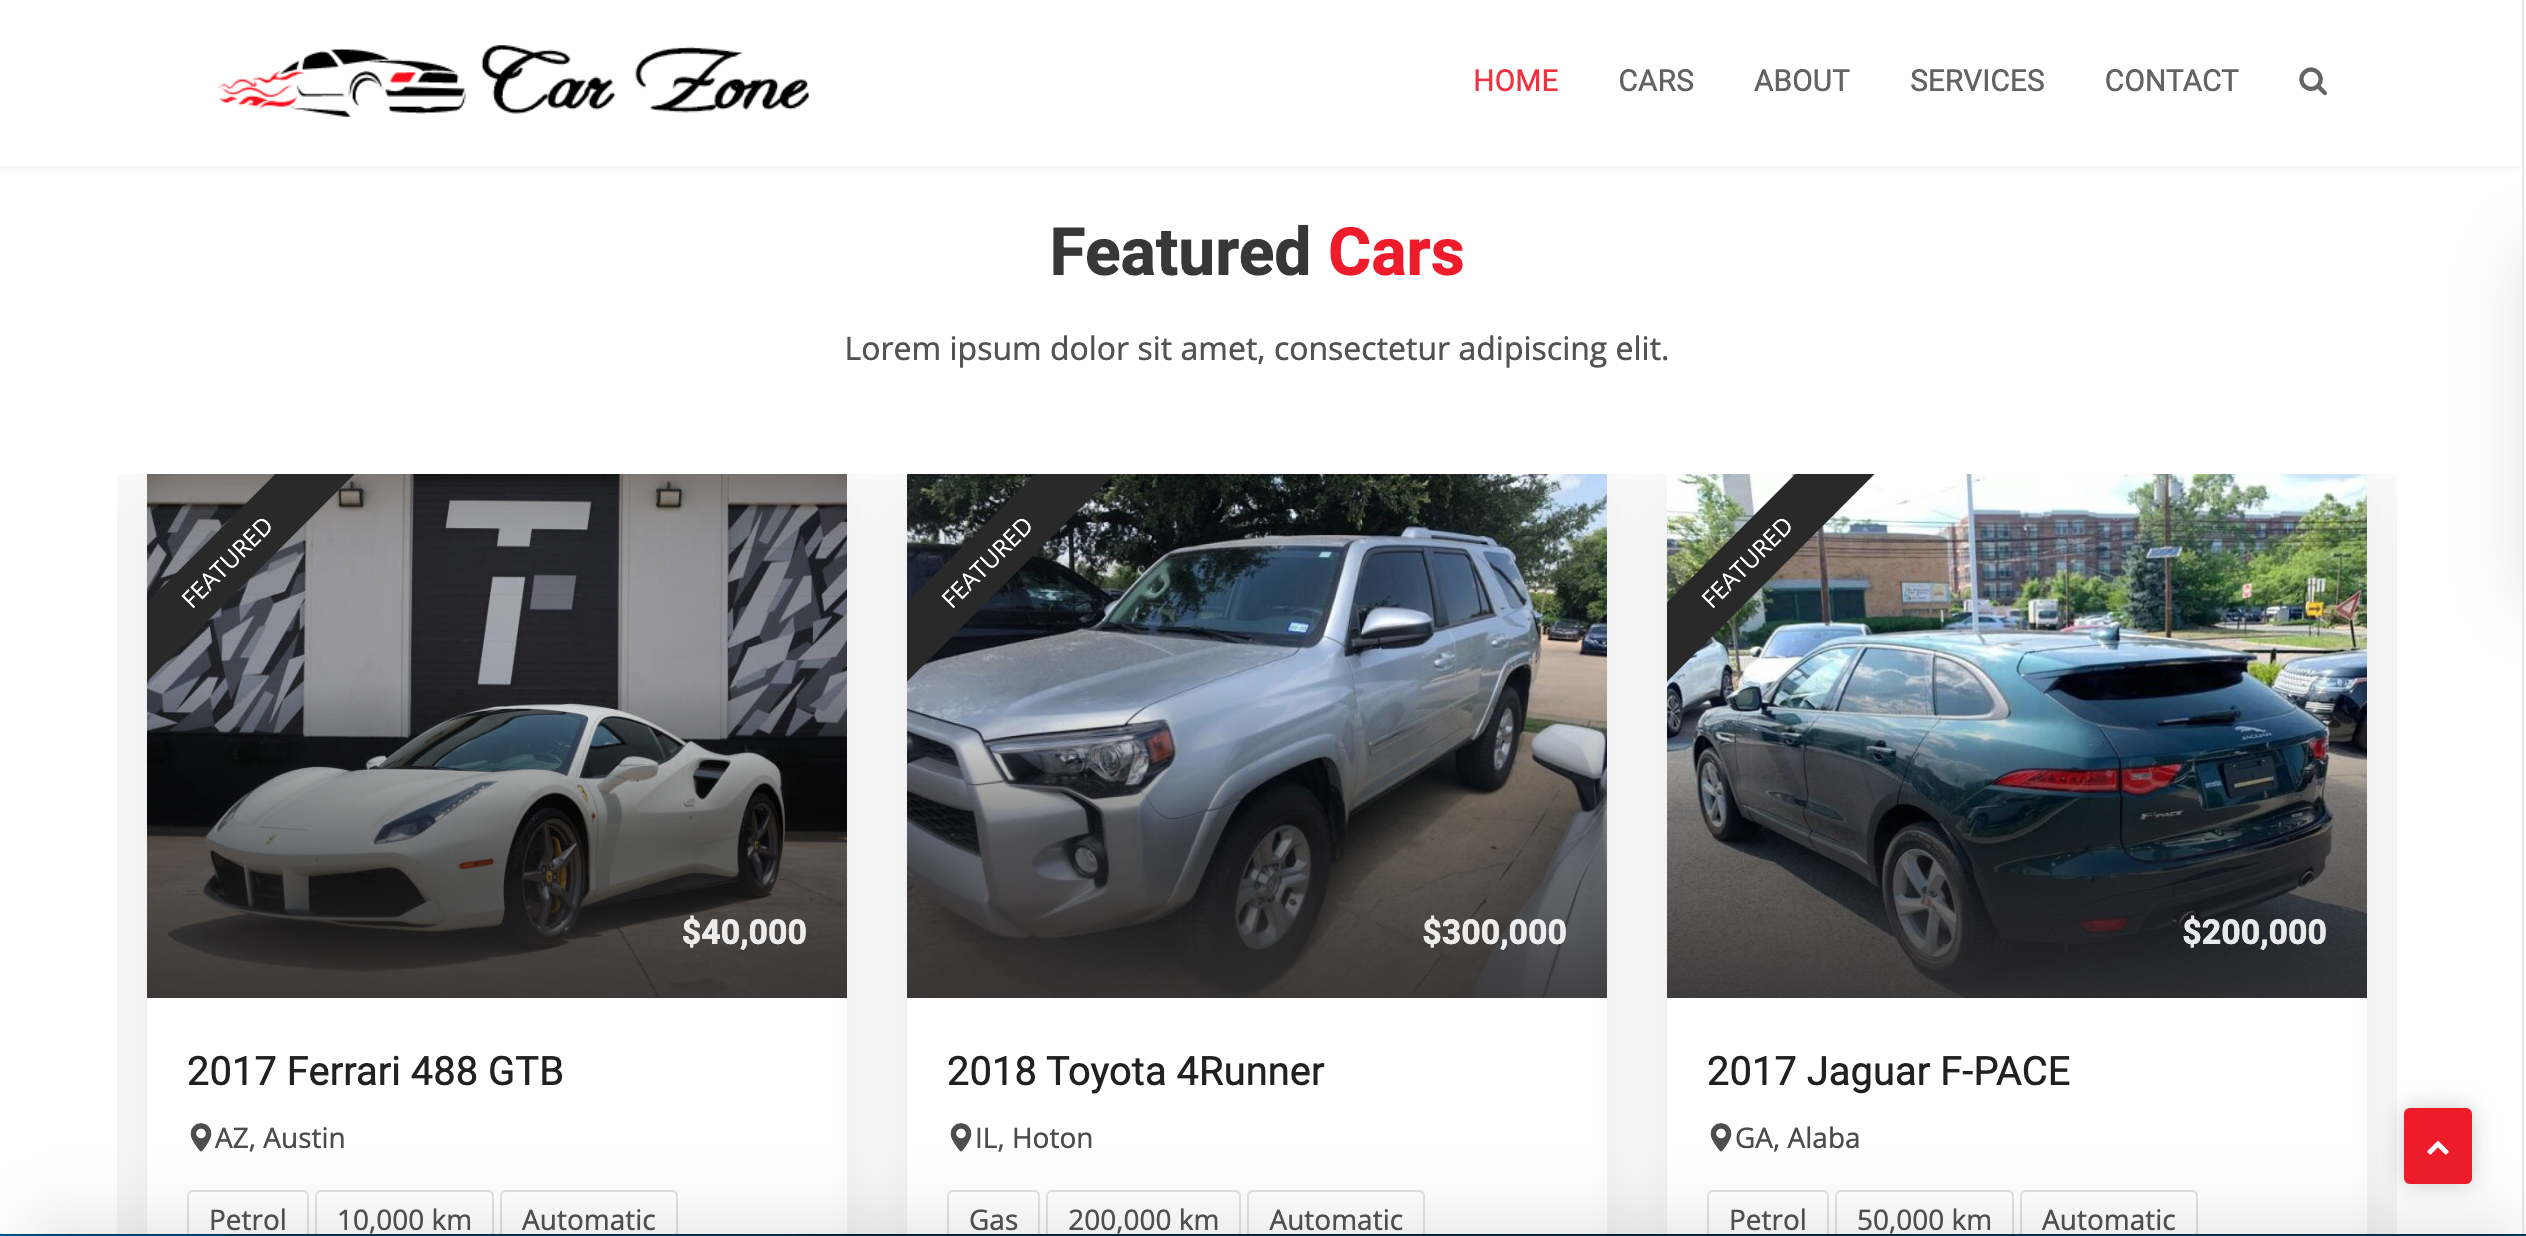 Car Zone
HOME CARS ABOUT SERVICES CONTACT
Featured Cars
Lorem ipsum dolor sit amet, consectetur adipiscing elit.
FEATURED
$40,000
2017 Ferrari 488 GTB
AZ, Austin
Petrol 10,000 km Automatic
FEATURED
$300,000
2018 Toyota 4Runner
IL, Hoton
Gas 200,000 km Automatic
FEATURED
JAGUAR
F-PACE
$200,000
2017 Jaguar F-PACE
GA, Alaba
Petrol 50,000 km Automatic